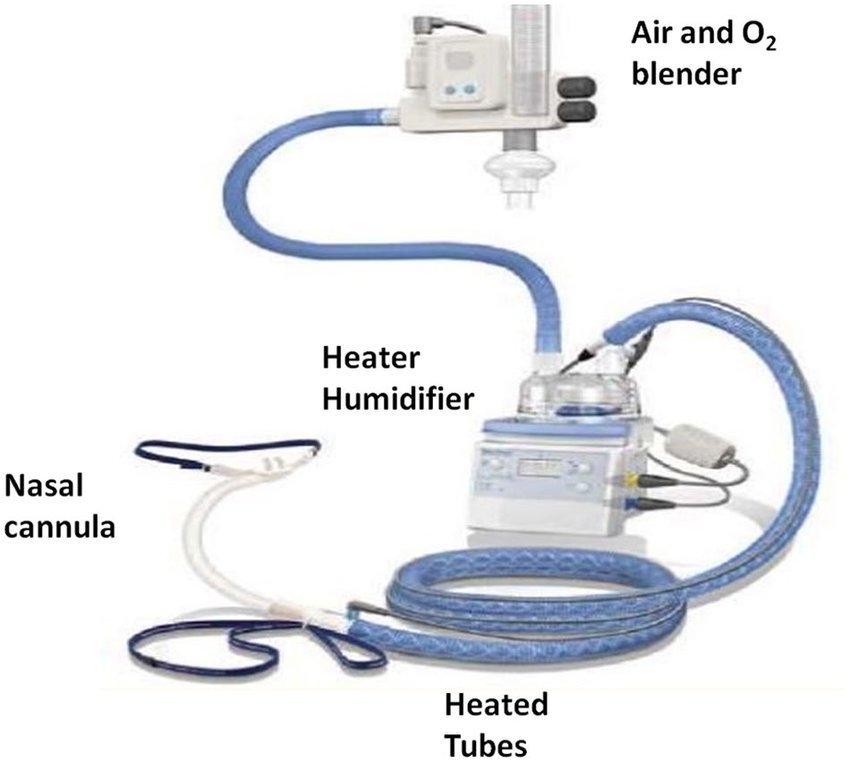 Air and O₂
blender
Heater
Humidifier
Nasal
cannula
Heated
Tubes